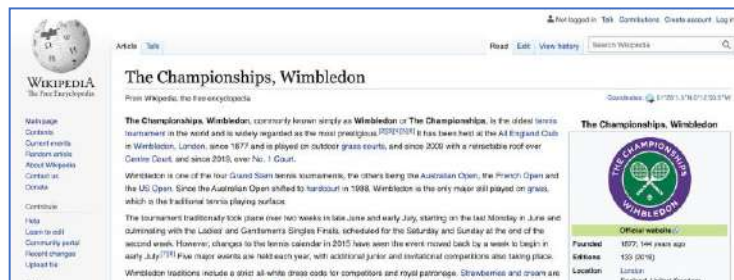 Not logged in Talk Contributions Create account Log in
Article Talk
Read Edit View history Search Wikipedia
WIKIPEDIA
The Free Encyclopedia
Main page
Contents
Current events
Random article
About Wikipedia
Contact us
Donate
Contribute
Help
Learn to edit
Community portal
Recent changes
Upload file
The Championships, Wimbledon
From Wikipedia, the free encyclopedia
The Championships, Wimbledon, commonly known simply as Wimbledon or The Championships, is the oldest tennis
tournament in the world and is widely regarded as the most prestigious. It has been held at the All England Club
in Wimbledon, London, since 1877 and is played on outdoor grass courts, and since 2009 with a retractable roof over
Centre Court, and since 2019, over No. 1 Court.
Wimbledon is one of the four Grand Slam tennis tournaments, the others being the Australian Open, the French Open and
the US Open. Since the Australian Open shifted to hardcourt in 1988, Wimbledon is the only major still played on grass,
which is the traditional tennis playing surface.
The tournament traditionally took place over two weeks in late June and early July, starting on the last Monday in June and
culminating with the Ladies' and Gentlemen's Singles Finals, scheduled for the Saturday and Sunday at the end of the
second week. However, changes to the tennis calendar in 2015 have seen the event moved back by a week to begin in
early July.[7][8] Five major events are held each year, with additional junior and invitational competitions also taking place.
Wimbledon traditions include a strict all-white dress code for competitors and royal patronage. Strawberries and cream are
Coordinates:
The Championships, Wimbledon
THE CHAMPIONSHIPS
WIMBLEDON
Official website
Founded 1877; 144 years ago
Editions 133 (2019)
Location London